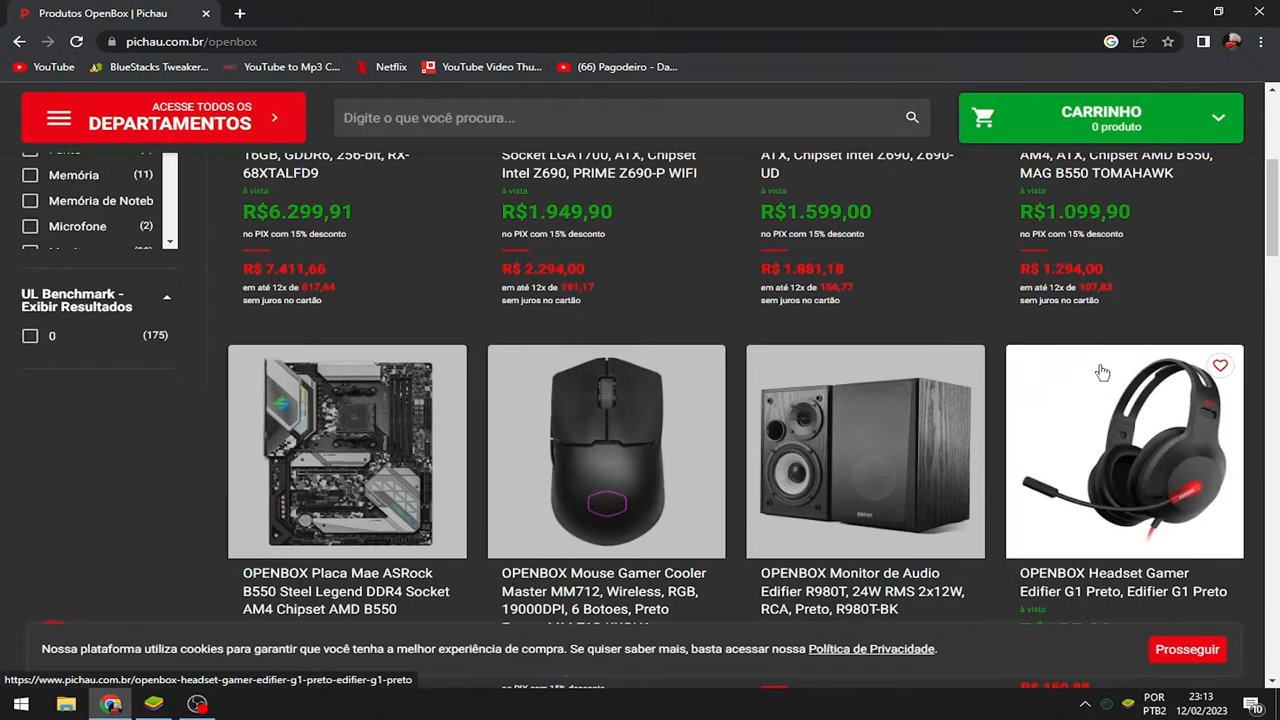 Produtos OpenBox | Pichau
pichau.com.br/openbox
YouTube
BlueStacks Tweaker...
YouTube to Mp3 C...
Netflix
YouTube Video Thu...
(66) Pagodeiro - Da...
ACESSE TODOS OS
DEPARTAMENTOS
Digite o que você procura...
CARRINHO
0 produto
Memória (11)
Memória de Noteb
Microfone (2)
UL Benchmark -
Exibir Resultados
0 (175)
16GB, GDDR6, 256-bit, RX-
68XTALFD9
à vista
R$6.299,91
no PIX com 15% desconto
R$ 7.411,66
em até 12x de 617,64
sem juros no cartão
Socket LGA1700, ATX, Chipset
Intel Z690, PRIME Z690-P WIFI
à vista
R$1.949,90
no PIX com 15% desconto
R$ 2.294,00
em até 12x de 191,17
sem juros no cartão
ATX, Chipset Intel Z690, Z690-
UD
à vista
R$1.599,00
no PIX com 15% desconto
R$ 1.881,18
em até 12x de 156,77
sem juros no cartão
AM4, ATX, Chipset AMD B550,
MAG B550 TOMAHAWK
à vista
R$1.099,90
no PIX com 15% desconto
R$ 1.294,00
em até 12x de 107,83
sem juros no cartão
OPENBOX Placa Mae ASRock
B550 Steel Legend DDR4 Socket
AM4 Chipset AMD B550
OPENBOX Mouse Gamer Cooler
Master MM712, Wireless, RGB,
19000DPI, 6 Botoes, Preto
EDIFIER
OPENBOX Monitor de Audio
Edifier R980T, 24W RMS 2x12W,
RCA, Preto, R980T-BK
OPENBOX Headset Gamer
Edifier G1 Preto, Edifier G1 Preto
à vista
Nossa plataforma utiliza cookies para garantir que você tenha a melhor experiência de compra. Se quiser saber mais, basta acessar nossa Política de Privacidade.
Prosseguir
https://www.pichau.com.br/openbox-headset-gamer-edifier-g1-preto-edifier-g1-preto
no PIX com 15% desconto
POR
PTB2
23:13
12/02/2023
10